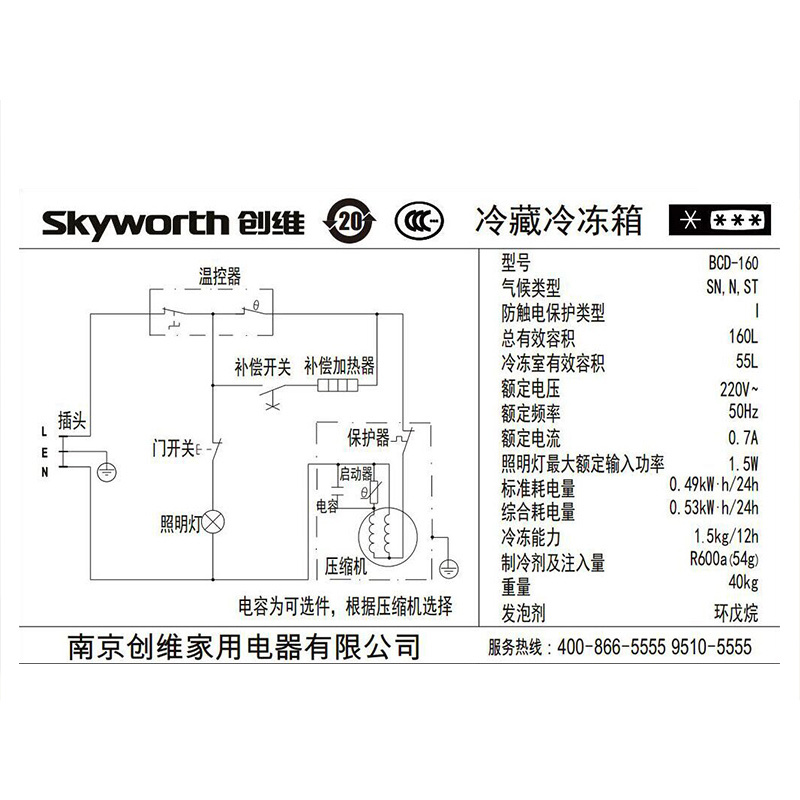 Skyworth 创维 20 CCC 冷藏冷冻箱
温控器
θ
补偿开关 补偿加热器
插头
L
E
N
门开关
保护器
启动器
θ
电容
照明灯
压缩机
电容为可选件，根据压缩机选择
型号 BCD-160
气候类型 SN, N, ST
防触电保护类型 I
总有效容积 160L
冷冻室有效容积 55L
额定电压 220V~
额定频率 50Hz
额定电流 0.7A
照明灯最大额定输入功率 1.5W
标准耗电量 0.49kW·h/24h
综合耗电量 0.53kW·h/24h
冷冻能力 1.5kg/12h
制冷剂及注入量 R600a(54g)
重量 40kg
发泡剂 环戊烷
南京创维家用电器有限公司 服务热线：400-866-5555 9510-5555